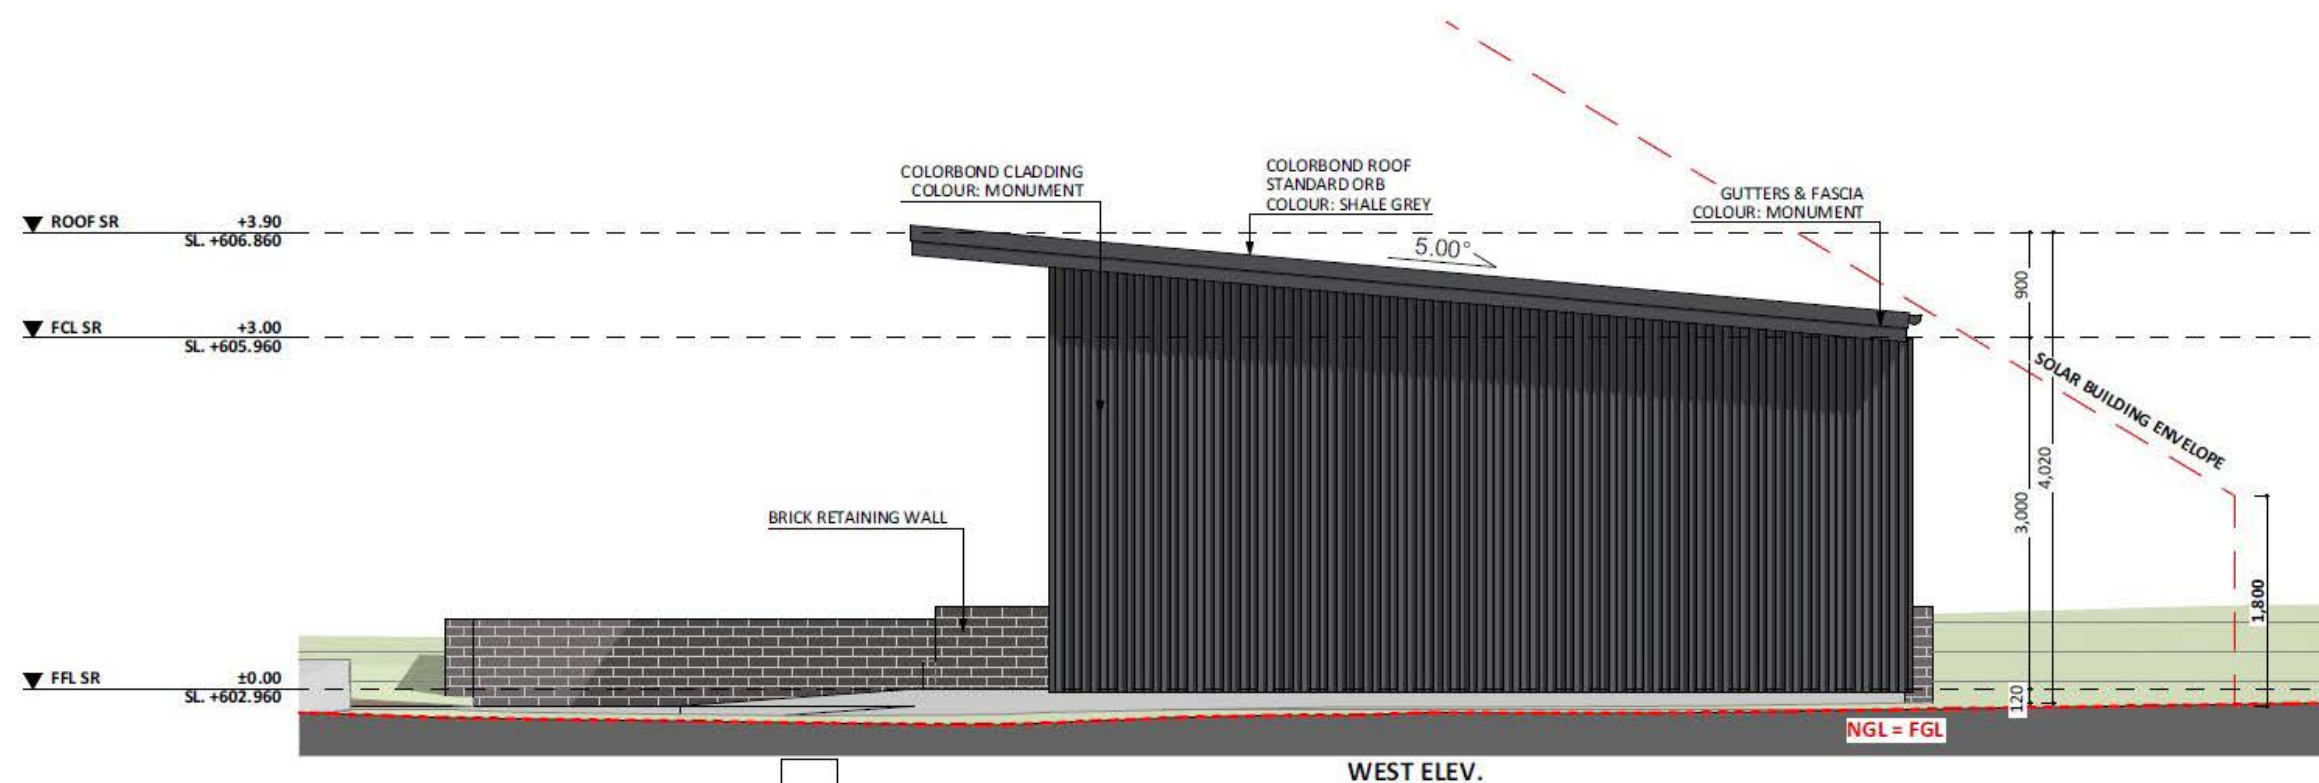 COLORBOND CLADDING
COLOUR: MONUMENT
COLORBOND ROOF
STANDARD ORB
COLOUR: SHALE GREY
GUTTERS & FASCIA
COLOUR: MONUMENT
ROOF SR +3.90
SL. +606.860
5.00°
900
FCL SR +3.00
SL. +605.960
SOLAR BUILDING ENVELOPE
4,020
3,000
BRICK RETAINING WALL
1,800
FFL SR ±0.00
SL. +602.960
120
NGL = FGL
WEST ELEV.